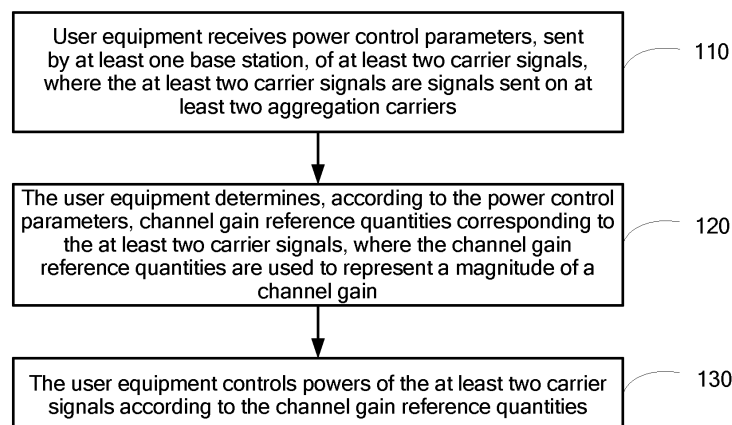 User equipment receives power control parameters, sent
by at least one base station, of at least two carrier signals,
where the at least two carrier signals are signals sent on at
least two aggregation carriers
110
The user equipment determines, according to the power control
parameters, channel gain reference quantities corresponding to
the at least two carrier signals, where the channel gain
reference quantities are used to represent a magnitude of a
channel gain
120
The user equipment controls powers of the at least two carrier
signals according to the channel gain reference quantities
130